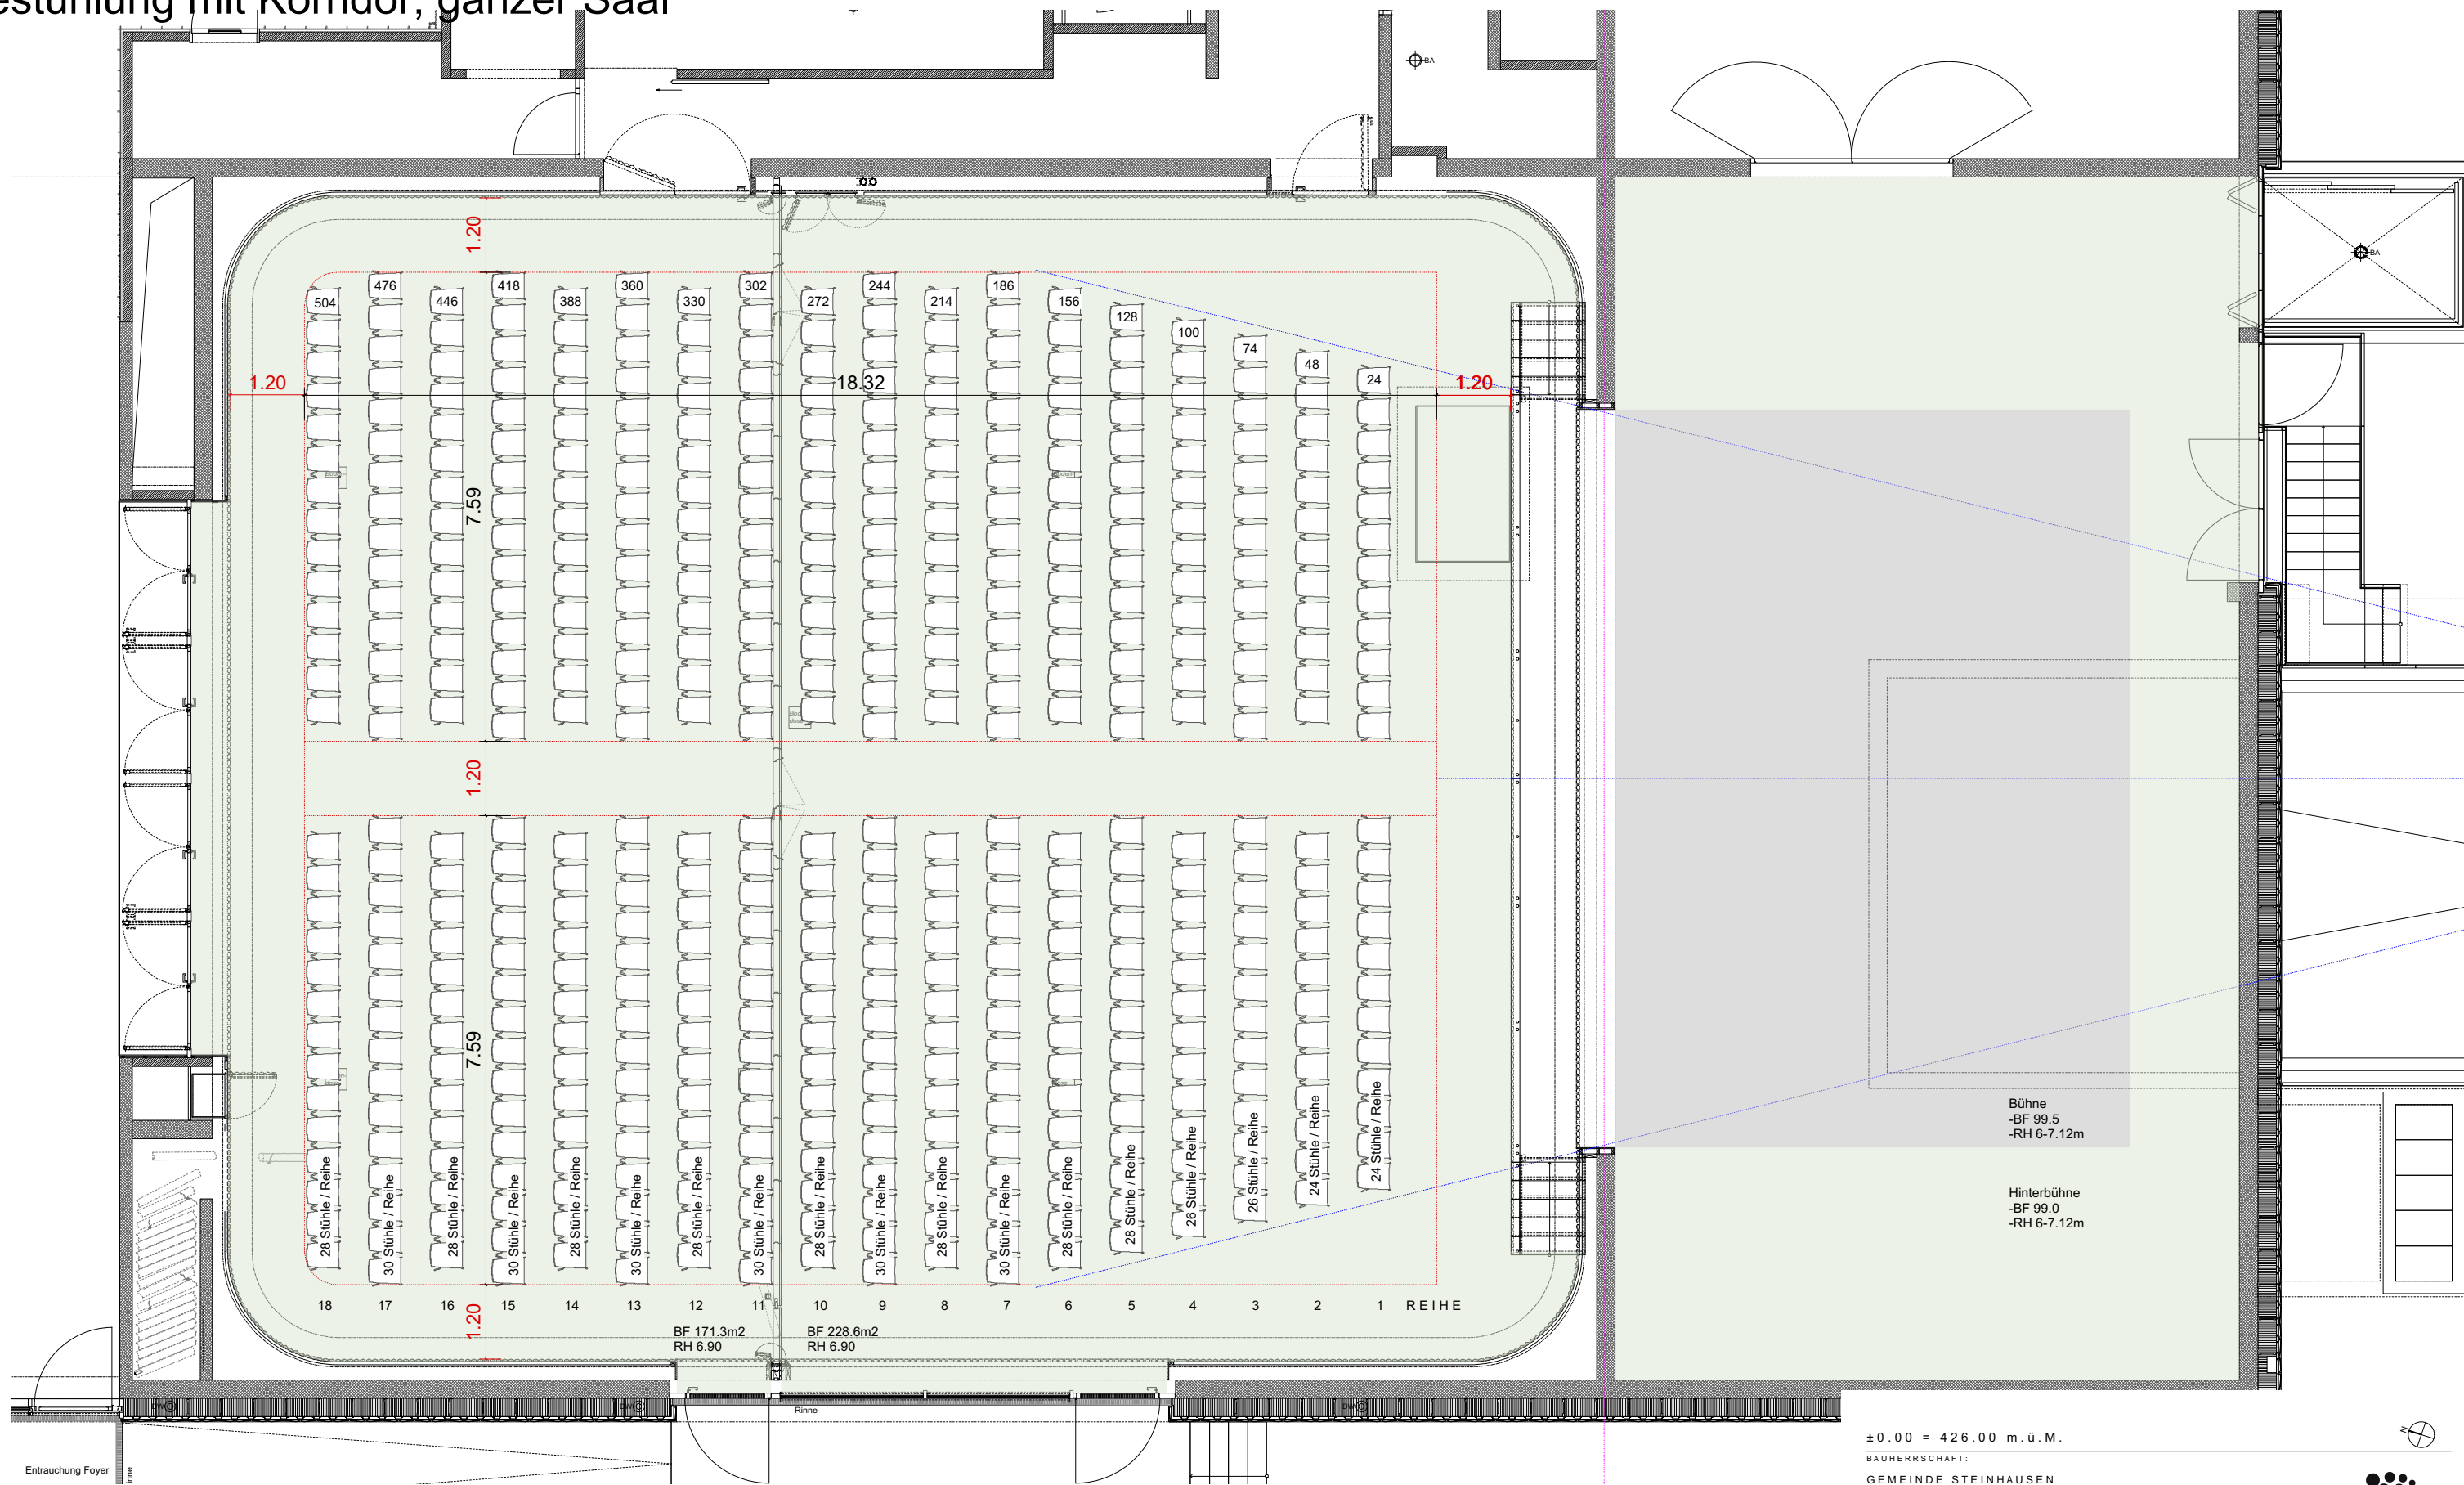 estuhlung mit Korridor, ganzer Saal
BA
BA
1.20
504
476
446
418
388
360
330
302
272
244
214
186
156
128
100
74
48
24
1.20
18.32
1.20
7.59
1.20
7.59
28 Stühle / Reihe
30 Stühle / Reihe
28 Stühle / Reihe
30 Stühle / Reihe
28 Stühle / Reihe
30 Stühle / Reihe
28 Stühle / Reihe
30 Stühle / Reihe
28 Stühle / Reihe
30 Stühle / Reihe
28 Stühle / Reihe
30 Stühle / Reihe
28 Stühle / Reihe
28 Stühle / Reihe
26 Stühle / Reihe
26 Stühle / Reihe
24 Stühle / Reihe
24 Stühle / Reihe
Bühne
-BF 99.5
-RH 6-7.12m
Hinterbühne
-BF 99.0
-RH 6-7.12m
18 17 16 15 14 13 12 11 10 9 8 7 6 5 4 3 2 1 REIHE
1.20
BF 171.3m2
RH 6.90
BF 228.6m2
RH 6.90
DW
DW
DW
Rinne
Entrauchung Foyer
inne
±0.00 = 426.00 m.ü.M.
N
BAUHERRSCHAFT:
GEMEINDE STEINHAUSEN